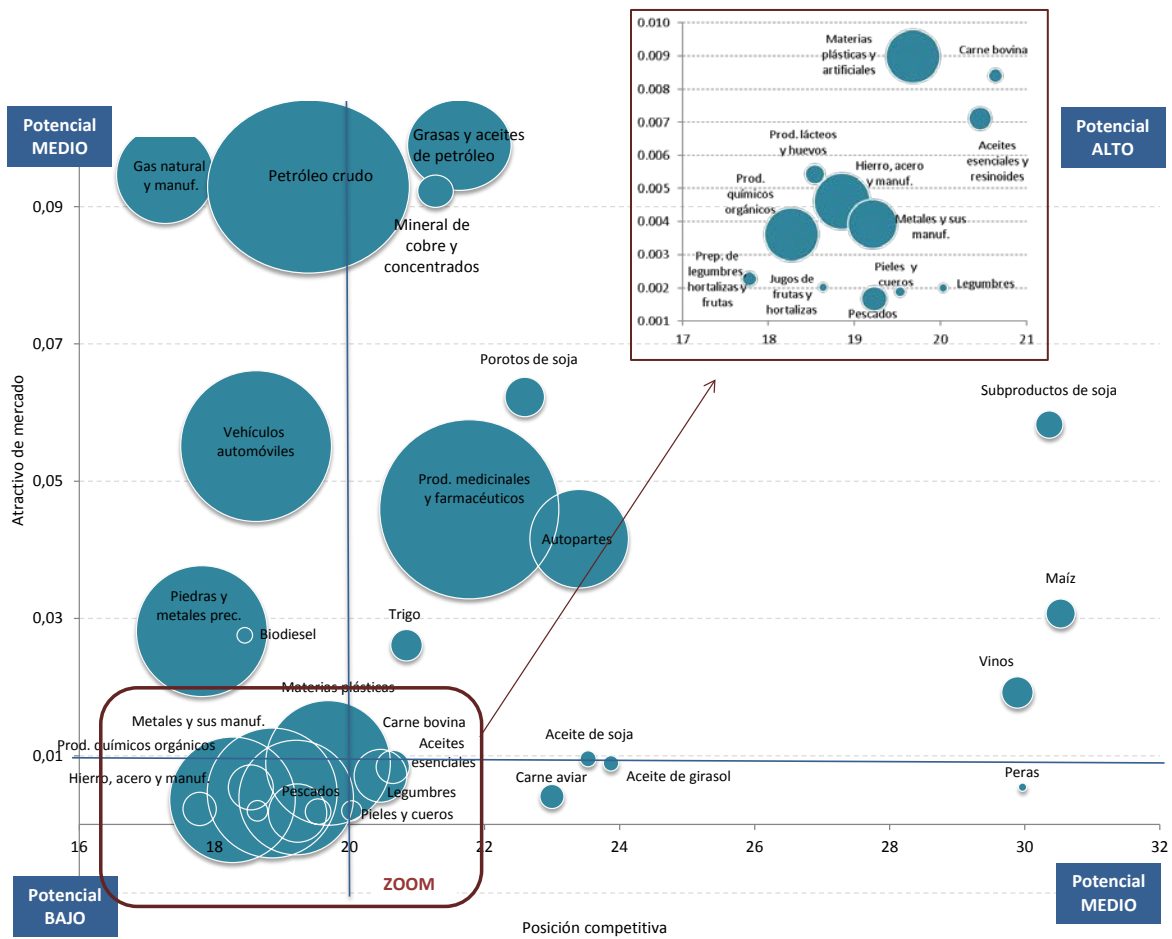 0.010
0.009
0.008
0.007
0.006
0.005
0.004
0.003
0.002
0.001
17
18
19
20
21
Materias
plásticas y
artificiales
Carne bovina
Prod. lácteos
y huevos
Hierro, acero
y manuf.
Aceites
esenciales y
resinoides
Prod.
químicos
orgánicos
Metales y sus
manuf.
Prep. de
legumbres
hortalizas y
frutas
Jugos de
frutas y
hortalizas
Pieles y
cueros
Pescados
Legumbres
Potencial
MEDIO
Potencial
ALTO
Gas natural
y manuf.
Petróleo crudo
Grasas y aceites
de petróleo
Mineral de
cobre y
concentrados
0,09
0,07
0,05
0,03
0,01
Atractivo de mercado
Porotos de soja
Subproductos de soja
Vehículos
automóviles
Prod. medicinales
y farmacéuticos
Autopartes
Piedras y
metales prec.
Biodiesel
Trigo
Maíz
Vinos
Materias plásticas
Metales y sus manuf.
Carne bovina
Prod. químicos orgánicos
Aceites
esenciales
Hierro, acero y manuf.
Pescados
Legumbres
Pieles y cueros
Aceite de soja
Carne aviar
Aceite de girasol
Peras
16
18
20
22
24
26
28
30
32
ZOOM
Potencial
BAJO
Potencial
MEDIO
Posición competitiva